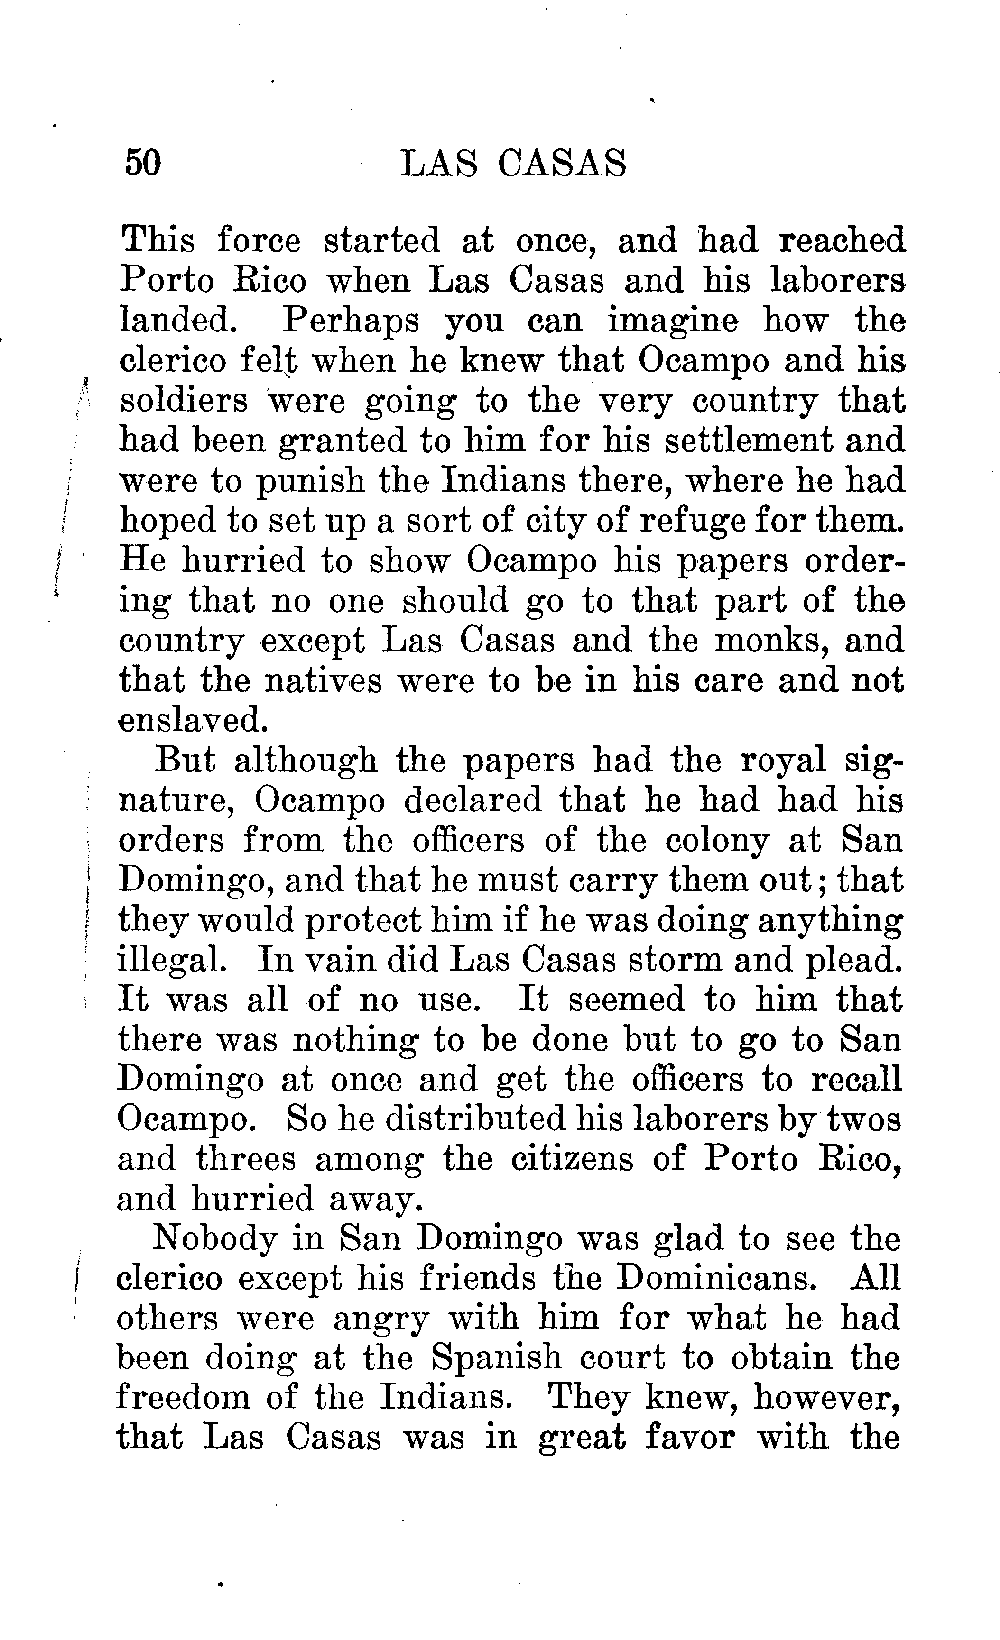 50 LAS CASAS
This force started at once, and had reached
Porto Rico when Las Casas and his laborers
landed. Perhaps you can imagine how the
clerico felt when he knew that Ocampo and his
soldiers were going to the very country that
had been granted to him for his settlement and
were to punish the Indians there, where he had
hoped to set up a sort of city of refuge for them.
He hurried to show Ocampo his papers order-
ing that no one should go to that part of the
country except Las Casas and the monks, and
that the natives were to be in his care and not
enslaved.
But although the papers had the royal sig-
nature, Ocampo declared that he had had his
orders from the officers of the colony at San
Domingo, and that he must carry them out; that
they would protect him if he was doing anything
illegal. In vain did Las Casas storm and plead.
It was all of no use. It seemed to him that
there was nothing to be done but to go to San
Domingo at once and get the officers to recall
Ocampo. So he distributed his laborers by twos
and threes among the citizens of Porto Rico,
and hurried away.
Nobody in San Domingo was glad to see the
clerico except his friends the Dominicans. All
others were angry with him for what he had
been doing at the Spanish court to obtain the
freedom of the Indians. They knew, however,
that Las Casas was in great favor with the